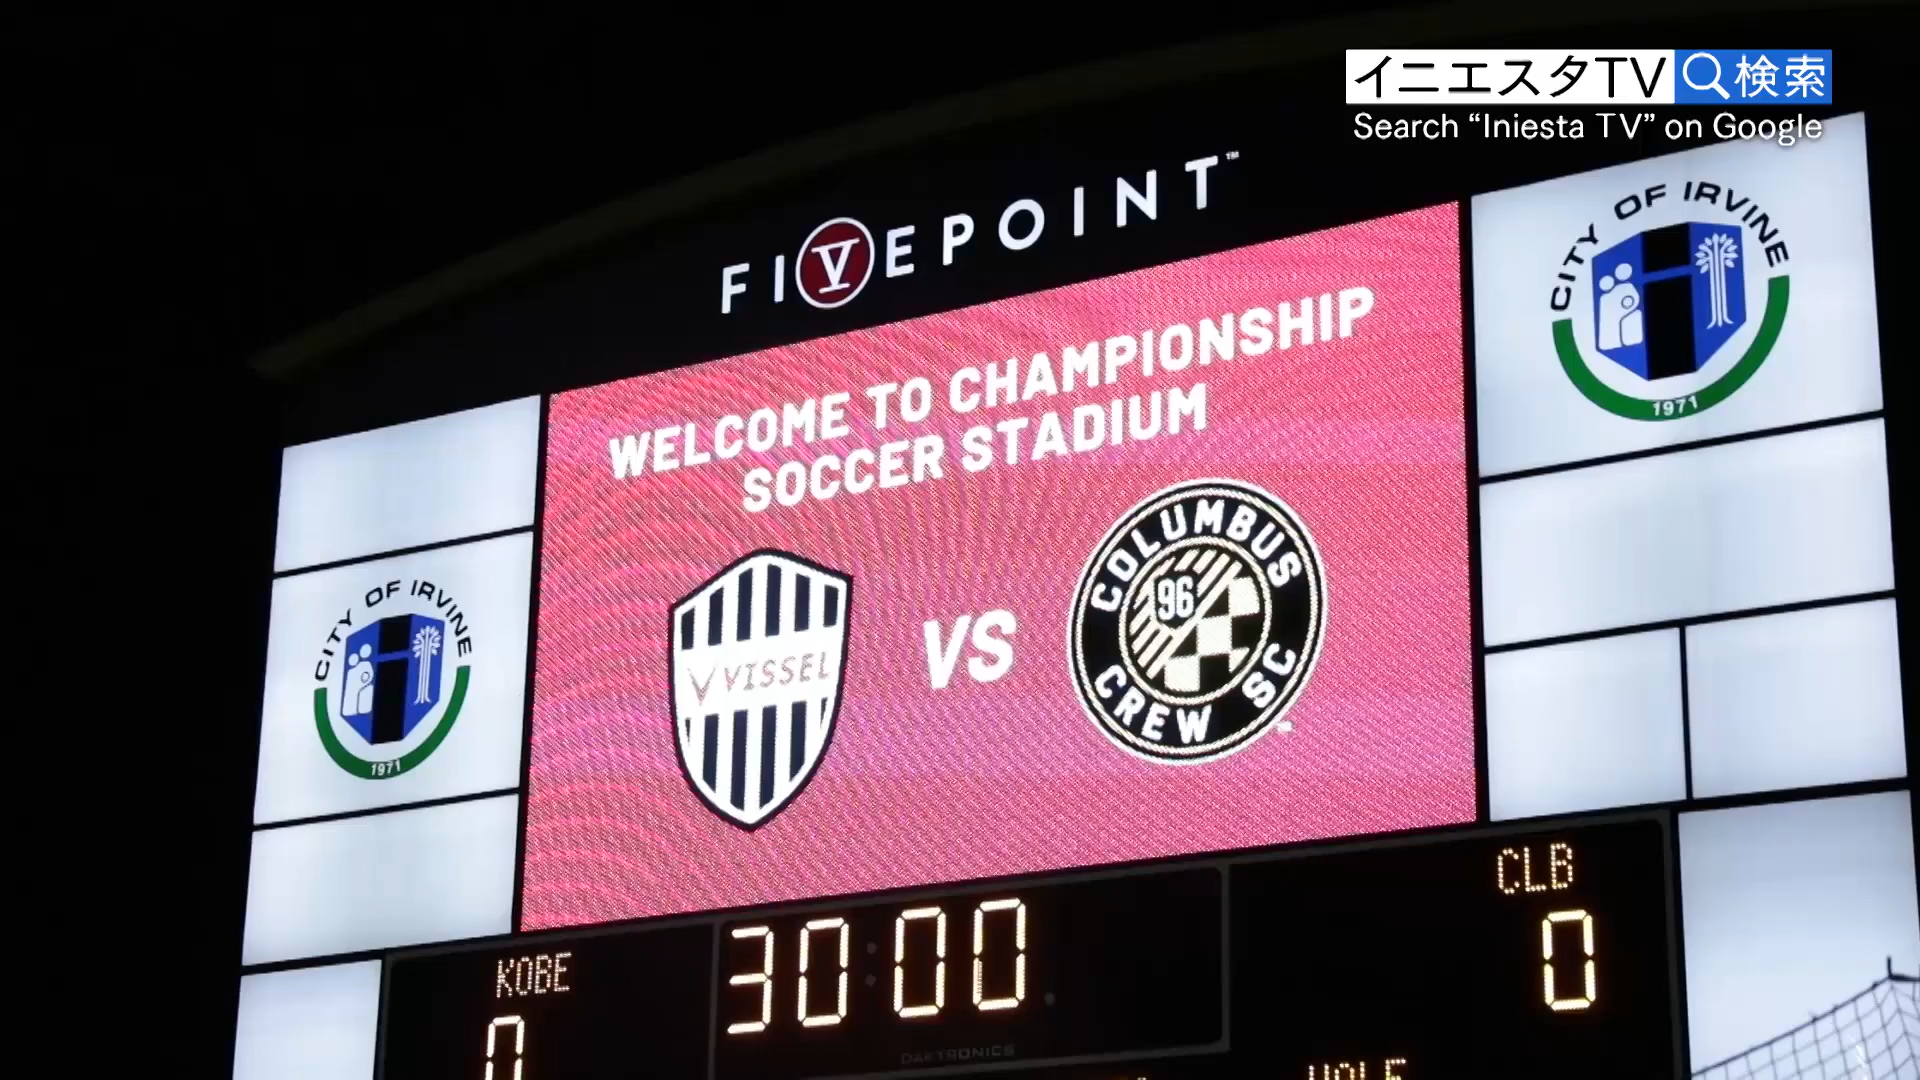 イニエスタTV 検索
Search “Iniesta TV” on Google
FIVEPOINT™
CITY OF IRVINE
1971
WELCOME TO CHAMPIONSHIP
SOCCER STADIUM
VISSEL
VS
COLUMBUS
96
CREW SC
CITY OF IRVINE
1971
CLB
KOBE
30:00
0
0
DAKTRONICS